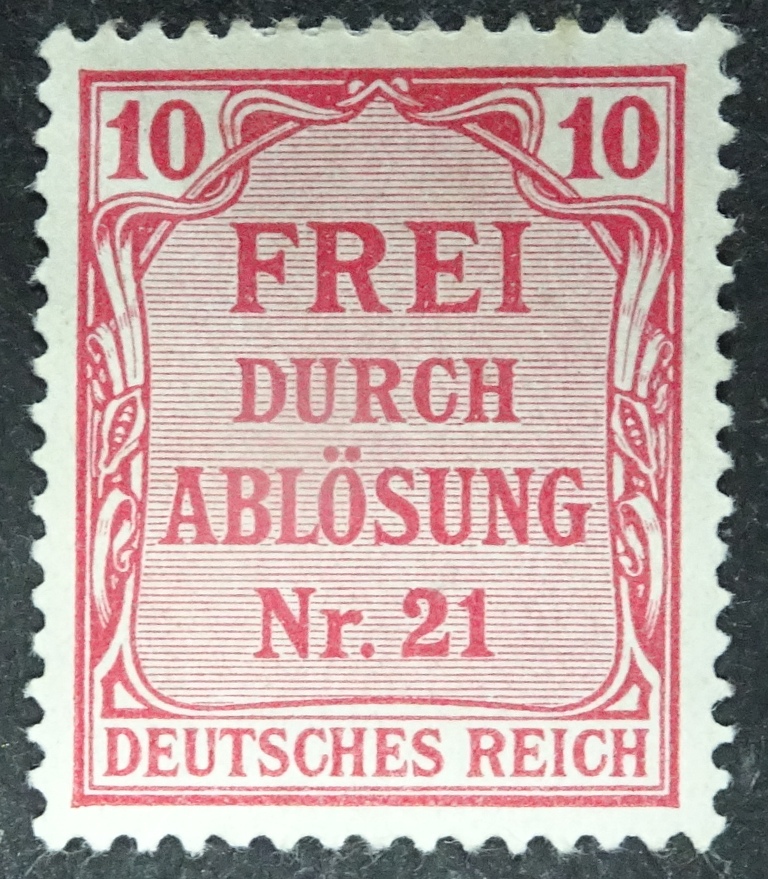 10 10
FREI
DURCH
ABLÖSUNG
Nr. 21
DEUTSCHES REICH